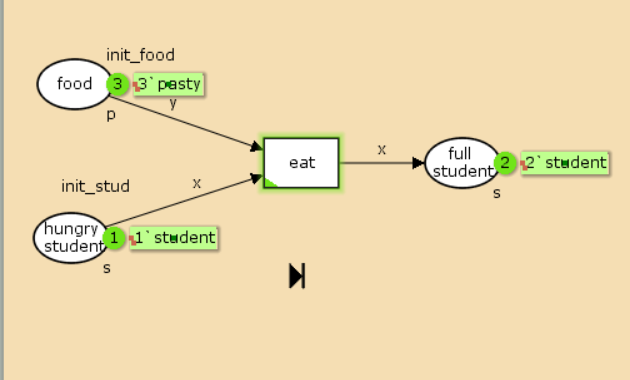 init_food
food
3
3`pasty
y
p
eat
x
full
student
2
2`student
s
init_stud
x
hungry
student
1
1`student
s